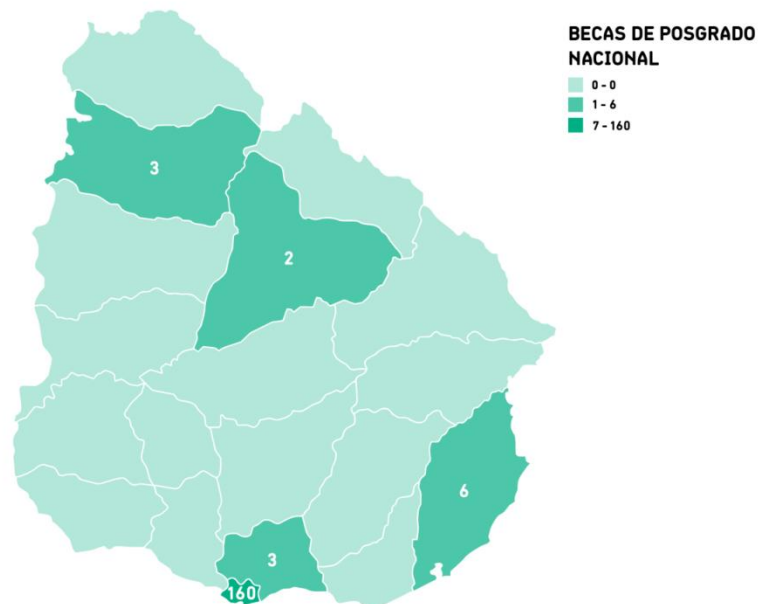 BECAS DE POSGRADO
NACIONAL
0 - 0
1 - 6
7 - 160
3
2
6
3
160